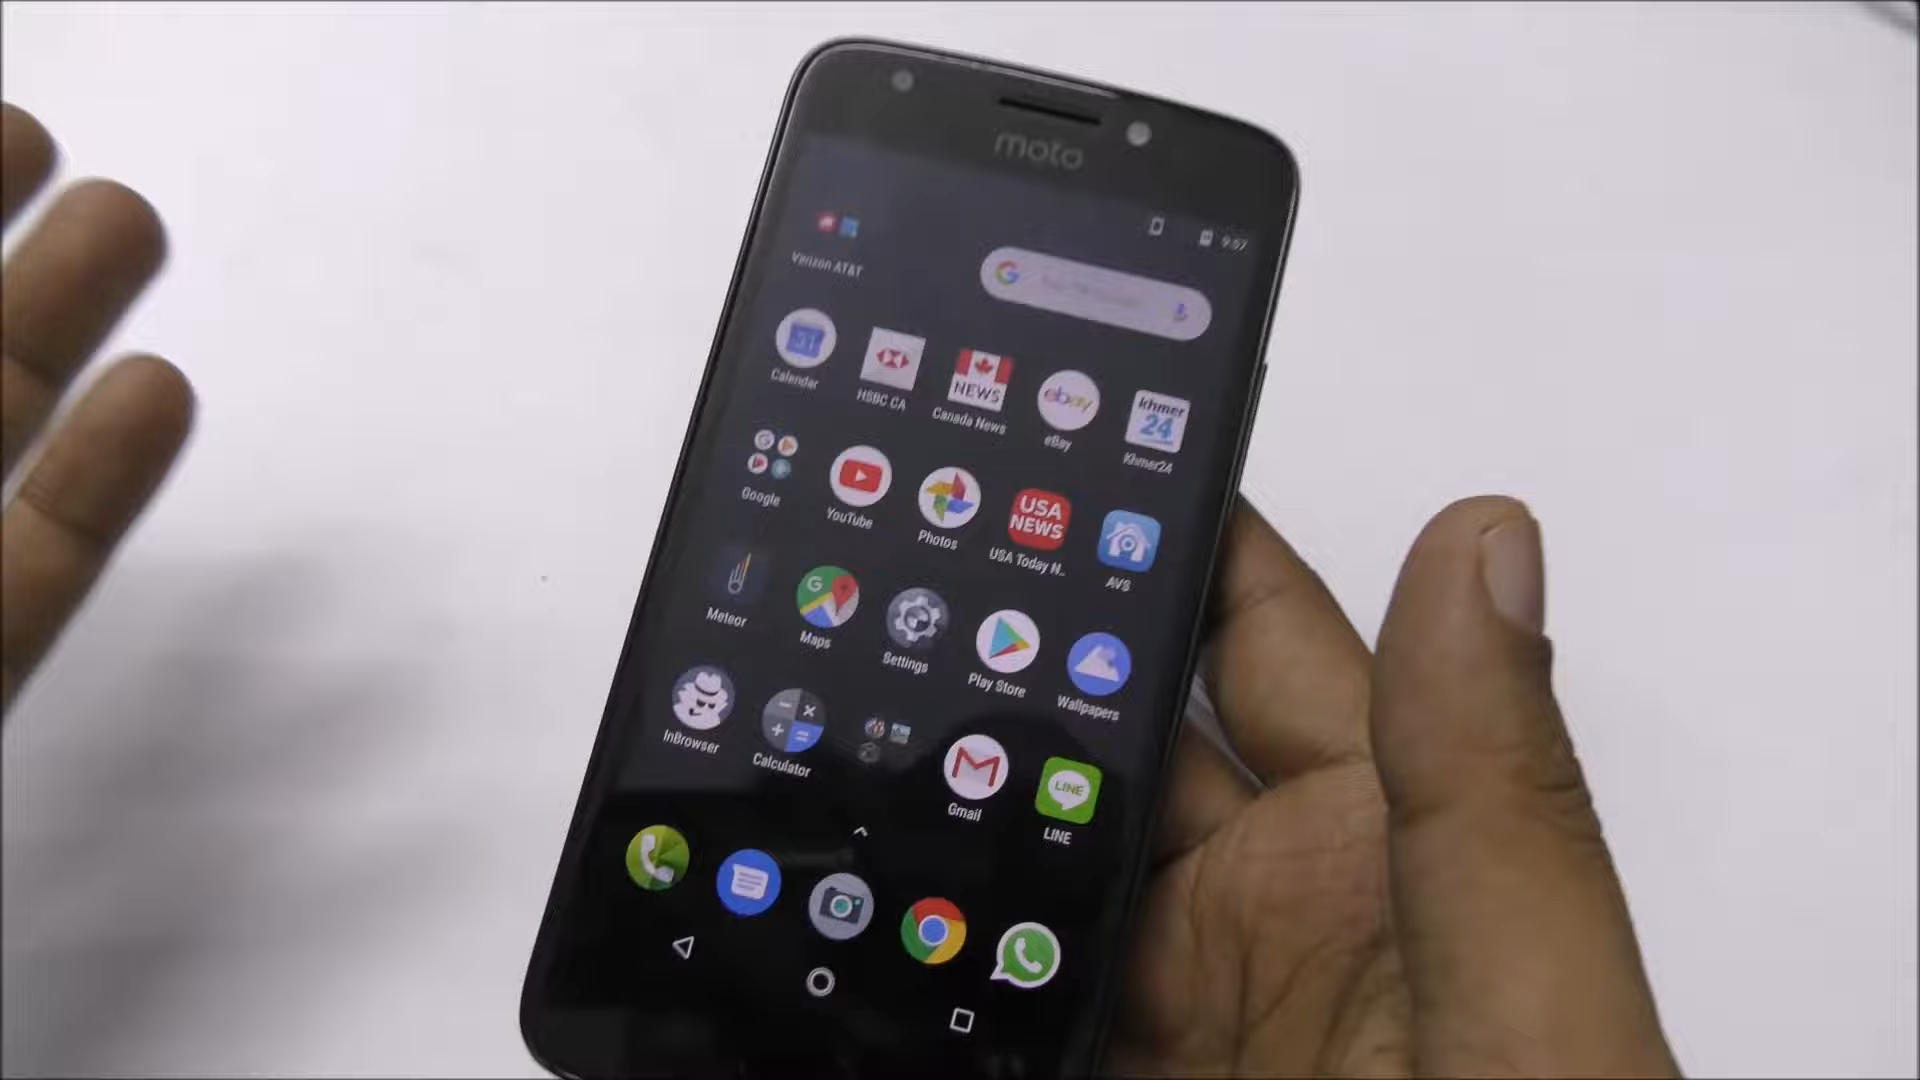 moto
9:57
Verizon AT&T
G
31
Calendar
HSBC CA
NEWS
Canada News
ebay
eBay
khmer
24
Khmer24
Google
YouTube
Photos
USA
NEWS
USA Today N..
AVS
Meteor
G
Maps
Settings
Play Store
Wallpapers
InBrowser
Calculator
Gmail
LINE
LINE